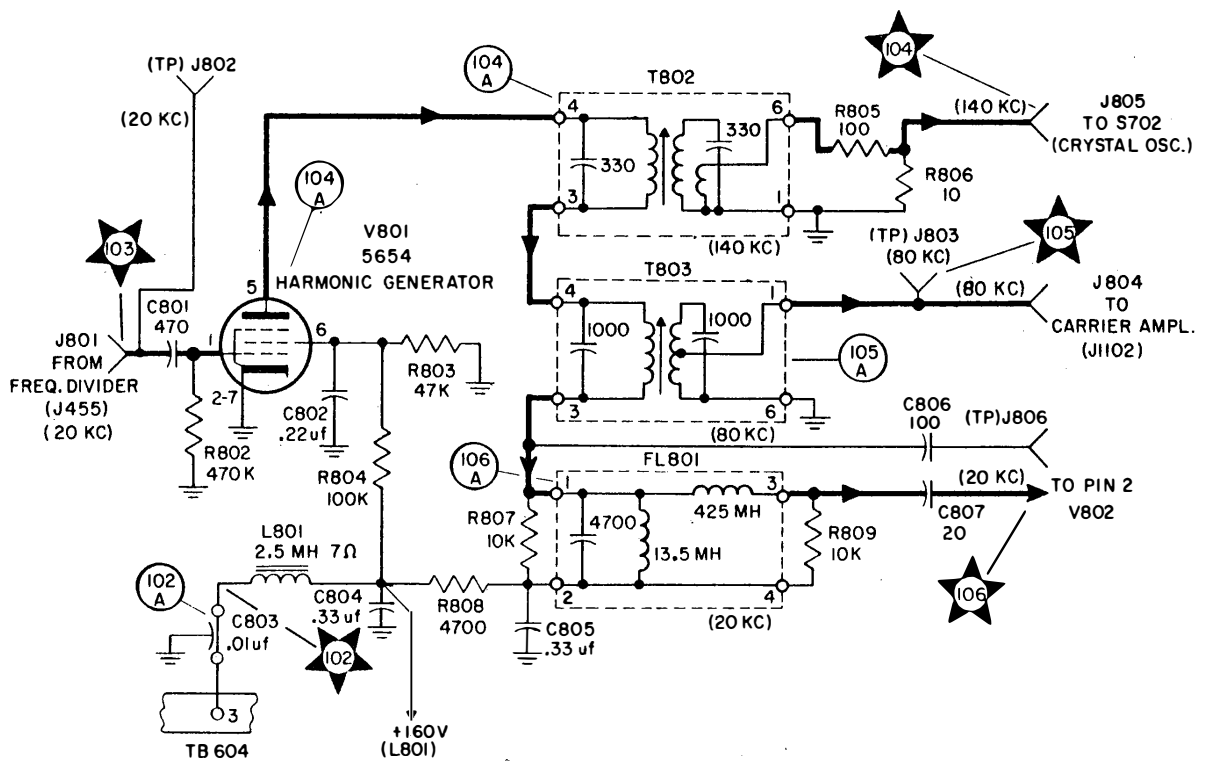 (TP) J802
(20 KC)
103
J801
FROM
FREQ. DIVIDER
(J455)
(20 KC)
C801
470
1
5
6
2-7
R802
470K
104
A
V801
5654
HARMONIC GENERATOR
C802
.22uf
R803
47K
R804
100K
L801
2.5 MH 7Ω
102
A
C803
.01uf
102
3
TB 604
C804
.33uf
+160V
(L801)
R808
4700
C805
.33 uf
104
A
T802
4
3
330
330
6
1
(140 KC)
R805
100
R806
10
104
(140 KC)
J805
TO S702
(CRYSTAL OSC.)
T803
4
3
1000
1000
1
6
(80 KC)
(TP) J803
(80 KC)
105
(80 KC)
J804
TO
CARRIER AMPL.
(J1102)
105
A
106
A
FL801
1
2
R807
10K
4700
13.5 MH
425 MH
3
4
(20 KC)
R809
10K
C806
100
(TP)J806
(20 KC)
C807
20
TO PIN 2
V802
106